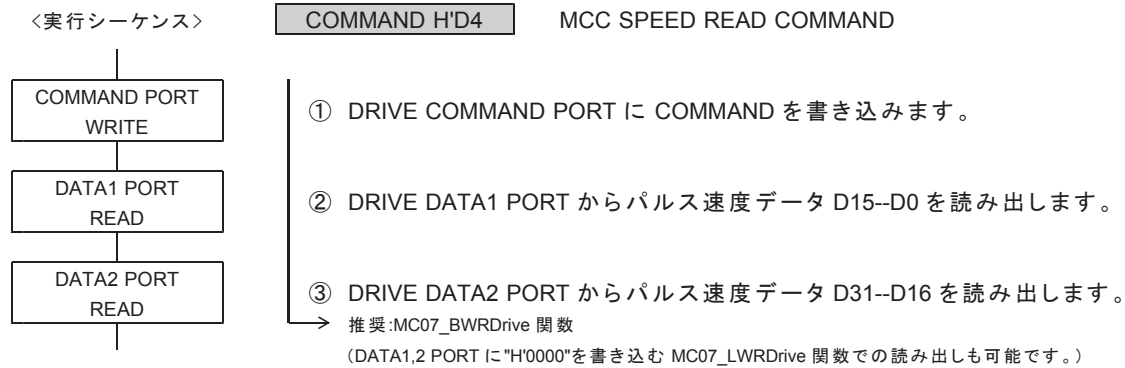 <実行シーケンス>
COMMAND H'D4 MCC SPEED READ COMMAND
COMMAND PORT
WRITE
① DRIVE COMMAND PORT に COMMAND を書き込みます。
DATA1 PORT
READ
② DRIVE DATA1 PORT からパルス速度データ D15--D0 を読み出します。
DATA2 PORT
READ
③ DRIVE DATA2 PORT からパルス速度データ D31--D16 を読み出します。
推奨:MC07_BWRDrive 関数
(DATA1,2 PORT に"H'0000"を書き込む MC07_LWRDrive 関数での読み出しも可能です。)